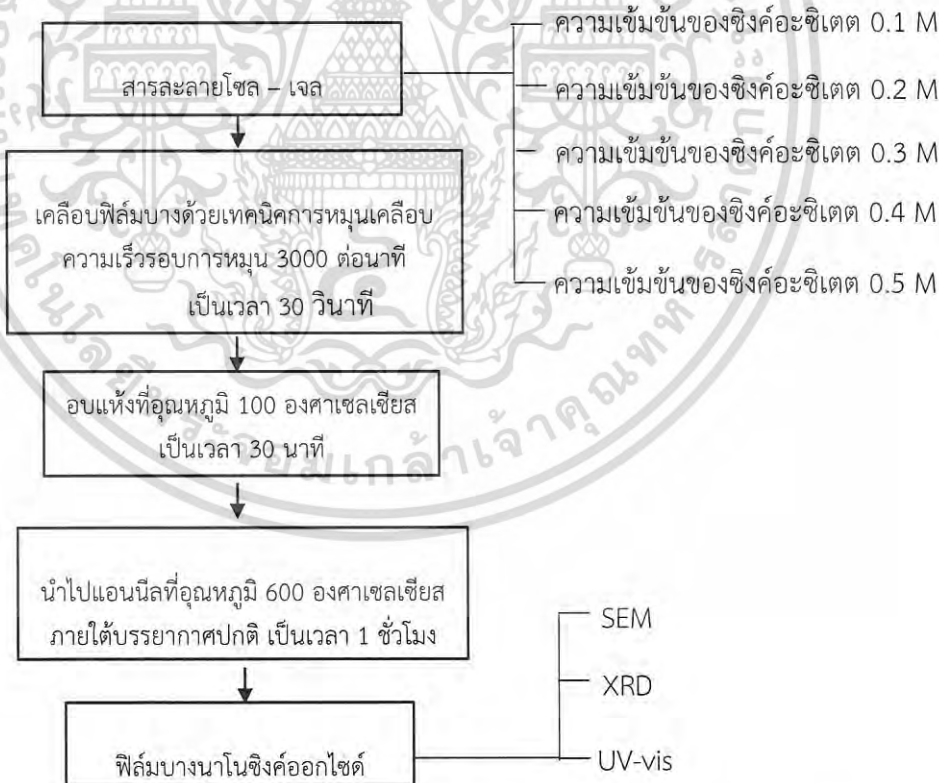 สารละลายโซล – เจล
ความเข้มข้นของซิงค์อะซิเตต 0.1 M
ความเข้มข้นของซิงค์อะซิเตต 0.2 M
ความเข้มข้นของซิงค์อะซิเตต 0.3 M
ความเข้มข้นของซิงค์อะซิเตต 0.4 M
ความเข้มข้นของซิงค์อะซิเตต 0.5 M
เคลือบฟิล์มบางด้วยเทคนิคการหมุนเคลือบ
ความเร็วรอบการหมุน 3000 ต่อนาที
เป็นเวลา 30 วินาที
อบแห้งที่อุณหภูมิ 100 องศาเซลเซียส
เป็นเวลา 30 นาที
นำไปแอนนีลที่อุณหภูมิ 600 องศาเซลเซียส
ภายใต้บรรยากาศปกติ เป็นเวลา 1 ชั่วโมง
ฟิล์มบางนาโนซิงค์ออกไซด์
SEM
XRD
UV-vis